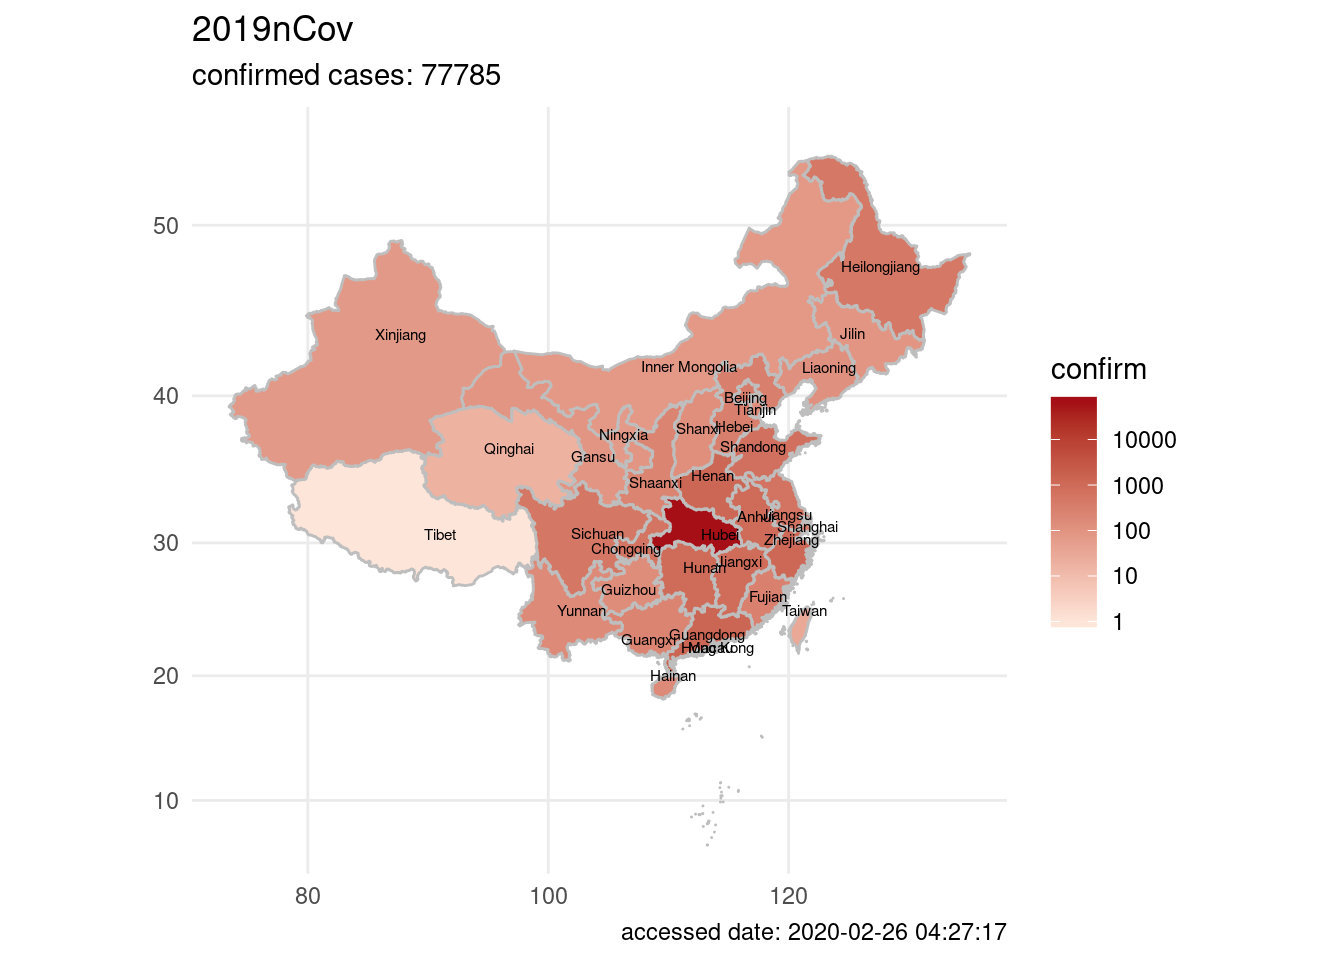 2019nCov
confirmed cases: 77785
50
40
30
20
10
80
100
120
Heilongjiang
Xinjiang
Jilin
Inner Mongolia
Liaoning
Beijing
Tianjin
Ningxia
Shanxi
Hebei
Qinghai
Gansu
Shandong
Shaanxi
Henan
Anhui
Jiangsu
Shanghai
Tibet
Sichuan
Hubei
Zhejiang
Chongqing
Hunan
Jiangxi
Guizhou
Fujian
Yunnan
Taiwan
Guangxi
Guangdong
Hong Kong
Macau
Hainan
confirm
10000
1000
100
10
1
accessed date: 2020-02-26 04:27:17